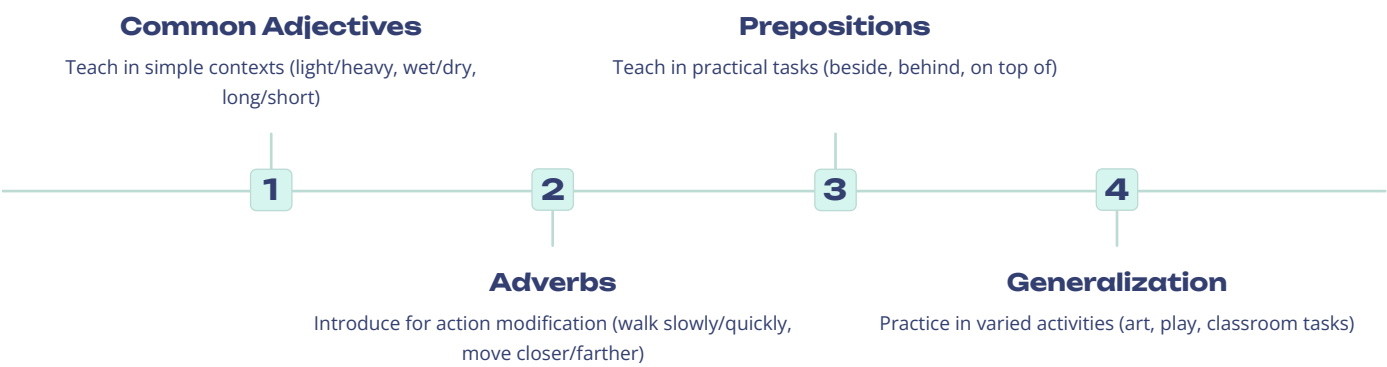 Common Adjectives
Teach in simple contexts (light/heavy, wet/dry,
long/short)
Prepositions
Teach in practical tasks (beside, behind, on top of)
1
2
3
4
Adverbs
Introduce for action modification (walk slowly/quickly,
move closer/farther)
Generalization
Practice in varied activities (art, play, classroom tasks)